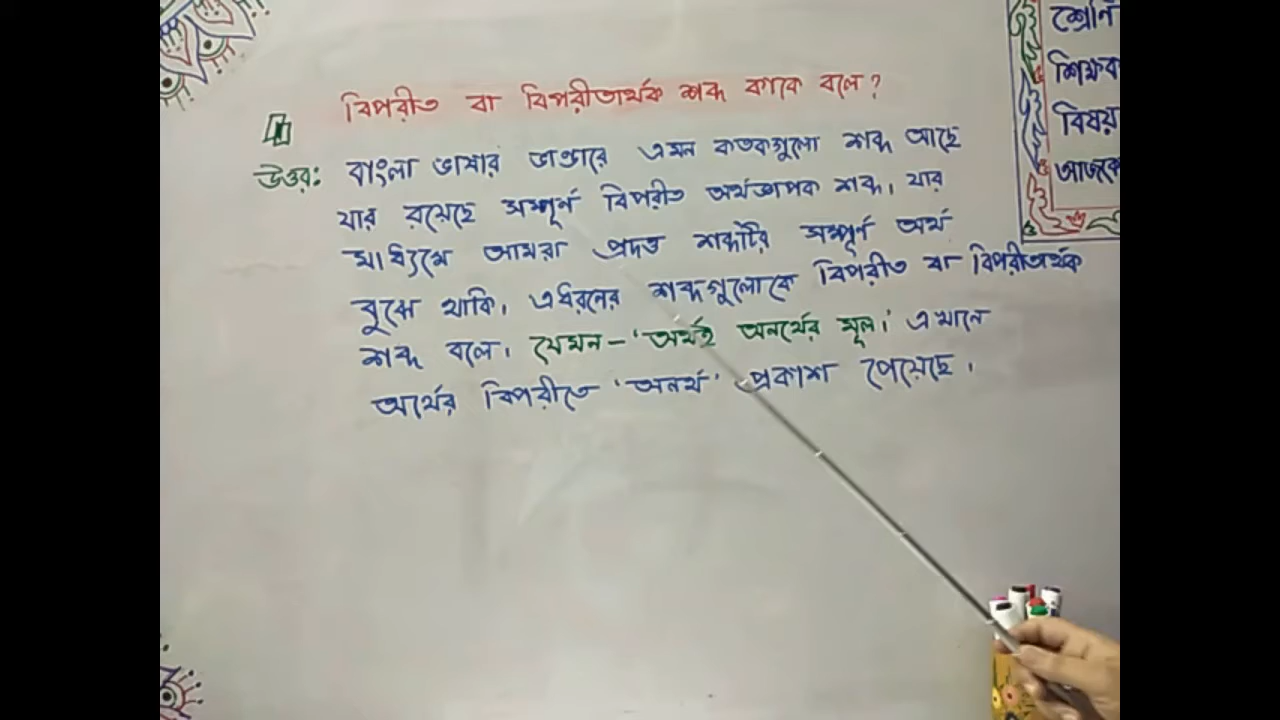 বিপরীত বা বিপরীতার্থক শব্দ কাকে বলে?
উত্তর: বাংলা ভাষার ভাণ্ডারে এমন কতকগুলো শব্দ আছে
যার রয়েছে সম্পূর্ণ বিপরীত অর্থজ্ঞাপক শব্দ। যার
মাধ্যমে আমরা প্রদত্ত শব্দটির সম্পূর্ণ অর্থ
বুঝে থাকি। এধরনের শব্দগুলোকে বিপরীত বা বিপরীতার্থক
শব্দ বলে। যেমন- 'অর্থই অনর্থের মূল।' এখানে
অর্থের বিপরীতে 'অনর্থ' প্রকাশ পেয়েছে।
শ্রেণি
বিষয়